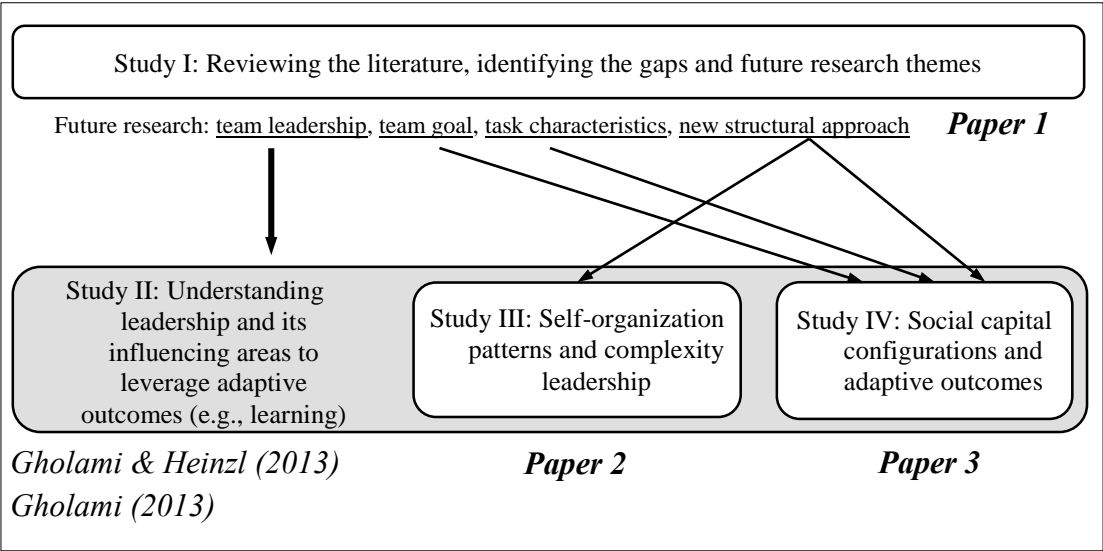 Study I: Reviewing the literature, identifying the gaps and future research themes
Future research: team leadership, team goal, task characteristics, new structural approach
Paper 1
Study II: Understanding
leadership and its
influencing areas to
leverage adaptive
outcomes (e.g., learning)
Study III: Self-organization
patterns and complexity
leadership
Study IV: Social capital
configurations and
adaptive outcomes
Gholami & Heinzl (2013)
Gholami (2013)
Paper 2
Paper 3